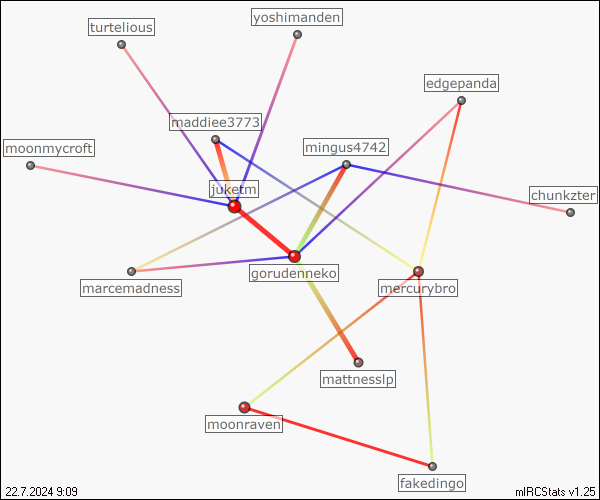 yoshimanden
turtelious
edgepanda
maddiee3773
mingus4742
moonmycroft
juketm
chunkzter
gorudenneko
marcemadness
mercurybro
mattnesslp
moonraven
fakedingo
22.7.2024 9:09
mIRCStats v1.25